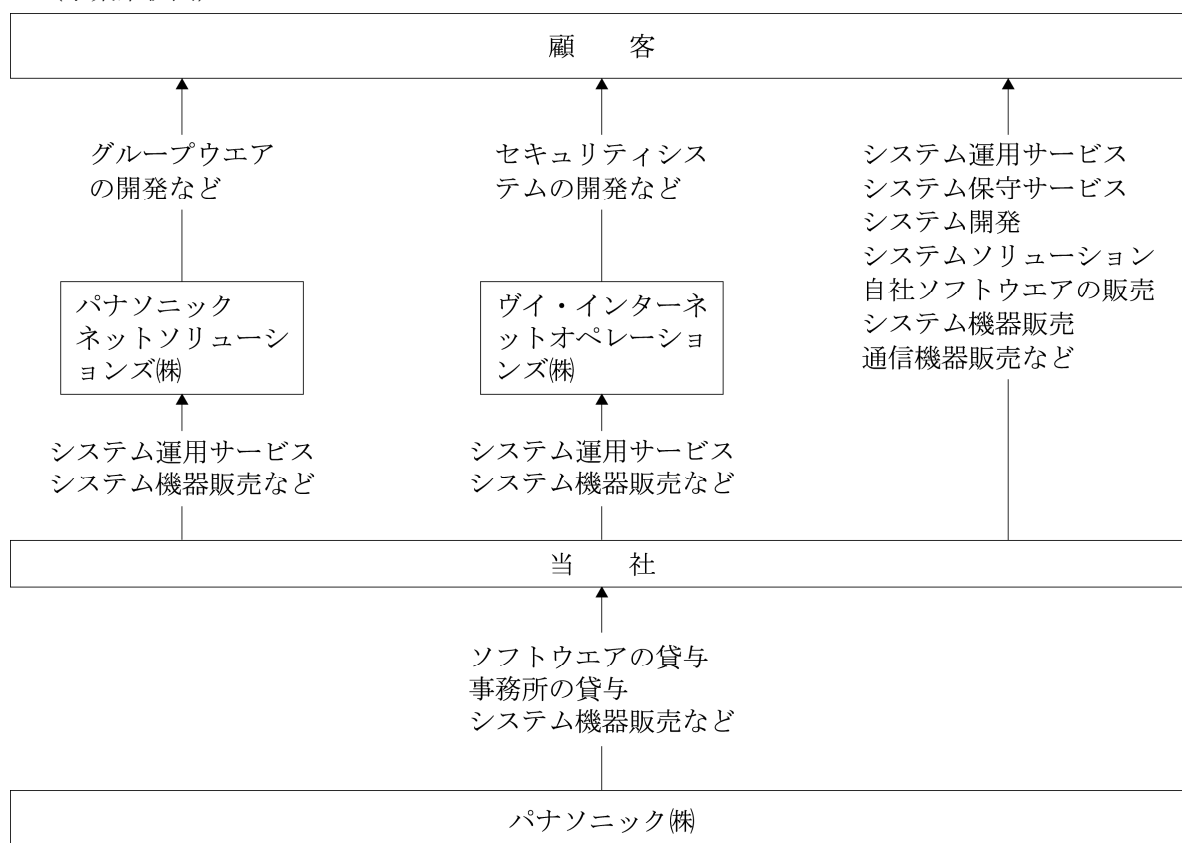 顧　　客
グループウエア
の開発など
セキュリティシス
テムの開発など
システム運用サービス
システム保守サービス
システム開発
システムソリューション
自社ソフトウエアの販売
システム機器販売
通信機器販売など
パナソニック
ネットソリューシ
ョンズ㈱
ヴイ・インターネ
ットオペレーショ
ンズ㈱
システム運用サービス
システム機器販売など
システム運用サービス
システム機器販売など
当　　社
ソフトウエアの貸与
事務所の貸与
システム機器販売など
パナソニック㈱